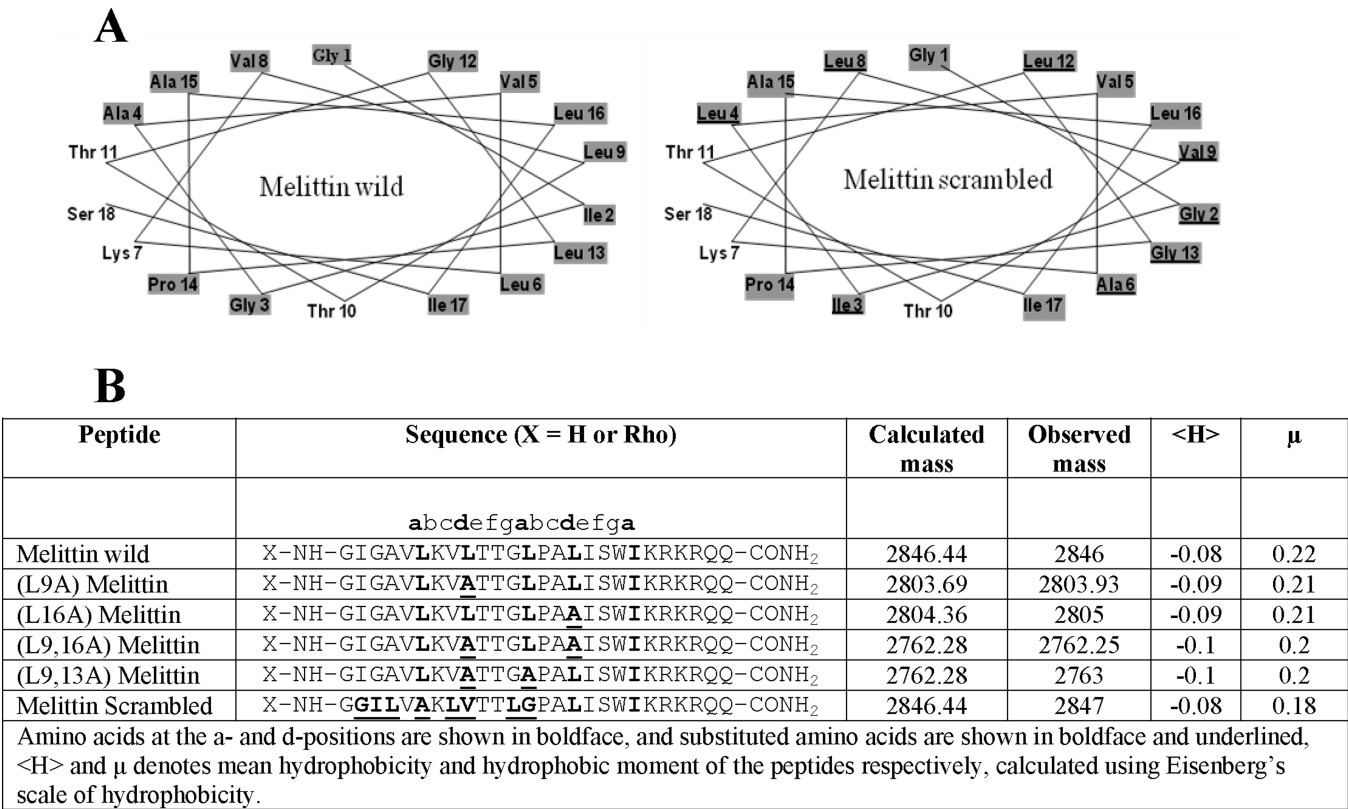 A
Gly 1
Val 8
Gly 12
Ala 15
Val 5
Ala 4
Leu 16
Thr 11
Leu 9
Melittin wild
Ser 18
Ile 2
Lys 7
Leu 13
Pro 14
Leu 6
Gly 3
Thr 10
Ile 17
Gly 1
Leu 8
Leu 12
Ala 15
Val 5
Leu 4
Leu 16
Thr 11
Val 9
Melittin scrambled
Ser 18
Gly 2
Lys 7
Gly 13
Pro 14
Ala 6
Ile 3
Thr 10
Ile 17
B
Peptide Sequence (X = H or Rho) Calculated mass Observed mass <H> µ
abcdefgabcdefga
Melittin wild X-NH-GIGAVLKVLTTGLPALISWIKRKRQQ-CONH2 2846.44 2846 -0.08 0.22
(L9A) Melittin X-NH-GIGAVLKVATTGLPALISWIKRKRQQ-CONH2 2803.69 2803.93 -0.09 0.21
(L16A) Melittin X-NH-GIGAVLKVLTTGLPAAISWIKRKRQQ-CONH2 2804.36 2805 -0.09 0.21
(L9,16A) Melittin X-NH-GIGAVLKVATTGLPAAISWIKRKRQQ-CONH2 2762.28 2762.25 -0.1 0.2
(L9,13A) Melittin X-NH-GIGAVLKVATTGAPALISWIKRKRQQ-CONH2 2762.28 2763 -0.1 0.2
Melittin Scrambled X-NH-GGILVAKLVTTLGPALISWIKRKRQQ-CONH2 2846.44 2847 -0.08 0.18
Amino acids at the a- and d-positions are shown in boldface, and substituted amino acids are shown in boldface and underlined,
<H> and µ denotes mean hydrophobicity and hydrophobic moment of the peptides respectively, calculated using Eisenberg's
scale of hydrophobicity.